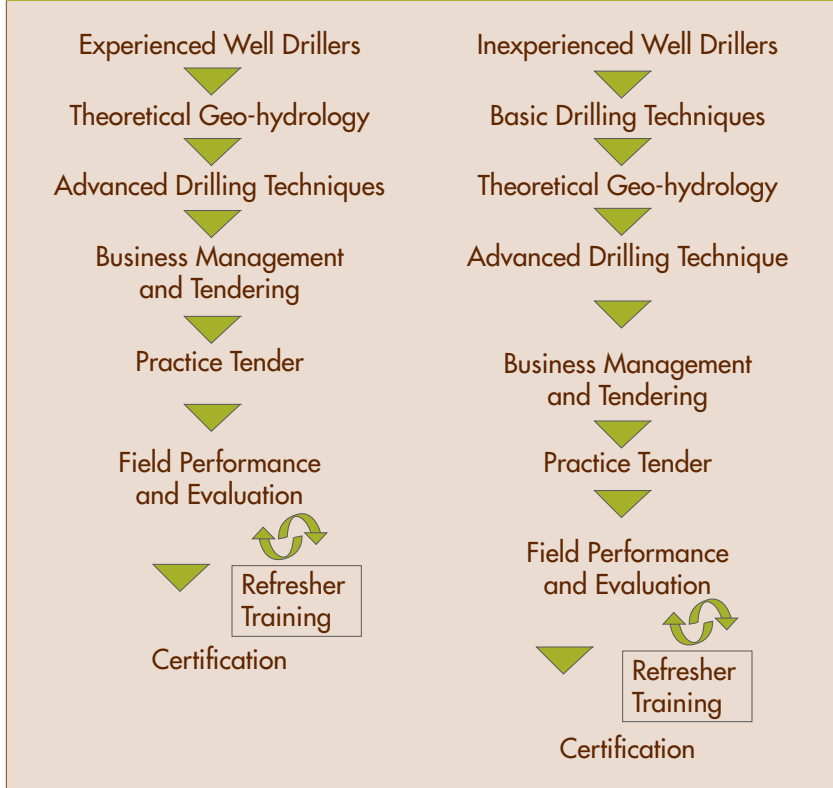 Experienced Well Drillers
Theoretical Geo-hydrology
Advanced Drilling Techniques
Business Management
and Tendering
Practice Tender
Field Performance
and Evaluation
Refresher
Training
Certification
Inexperienced Well Drillers
Basic Drilling Techniques
Theoretical Geo-hydrology
Advanced Drilling Technique
Business Management
and Tendering
Practice Tender
Field Performance
and Evaluation
Refresher
Training
Certification